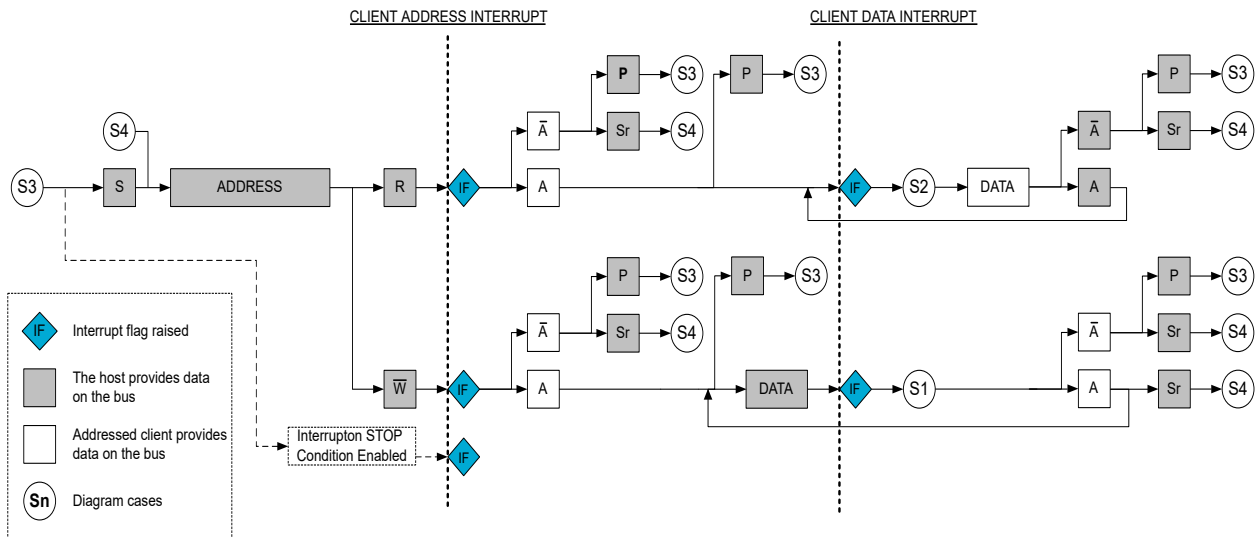 CLIENT ADDRESS INTERRUPT
CLIENT DATA INTERRUPT
P
S3
P
S3
P
S3
S4
A̅
Sr
S4
A̅
Sr
S4
S3
S
ADDRESS
R
IF
A
IF
S2
DATA
A
P
S3
P
S3
P
S3
A̅
Sr
S4
A̅
Sr
S4
W̅
IF
A
DATA
IF
S1
A
Sr
S4
Interrupton STOP
Condition Enabled
IF
IF
Interrupt flag raised
The host provides data
on the bus
Addressed client provides
data on the bus
Sn
Diagram cases